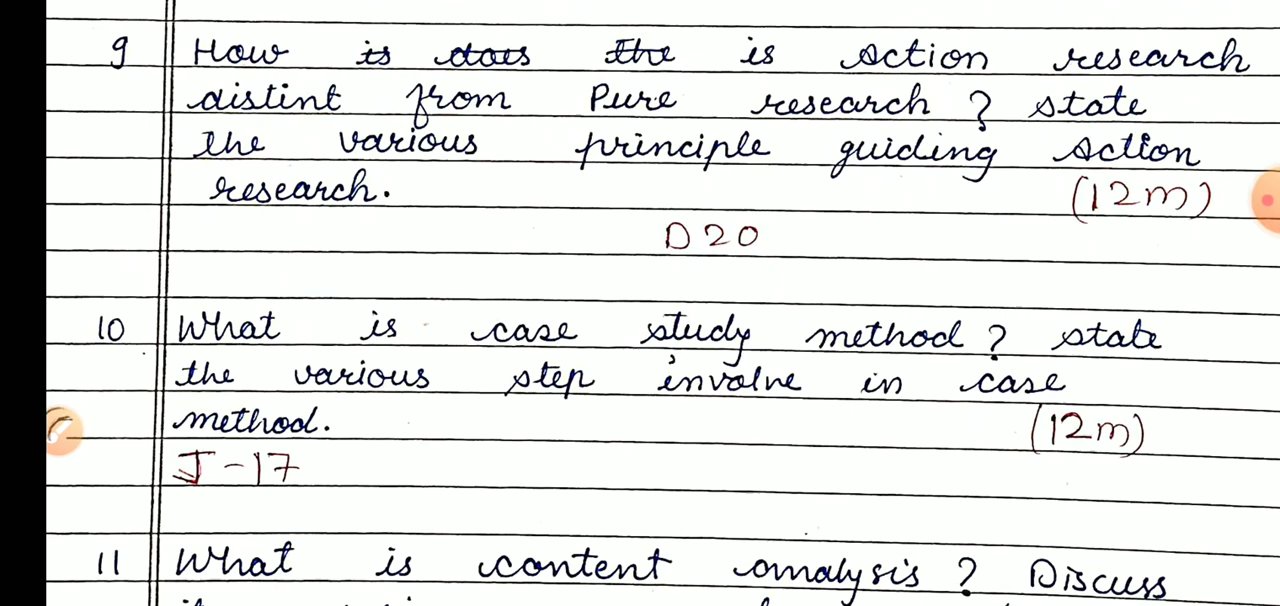 9 How is does the is Action research
distint from Pure research ? state
the various principle guiding Action
research. (12m)
D20
10 What is case study method ? state
the various step involve in case
method. (12m)
J-17
11 What is content analysis ? Discuss